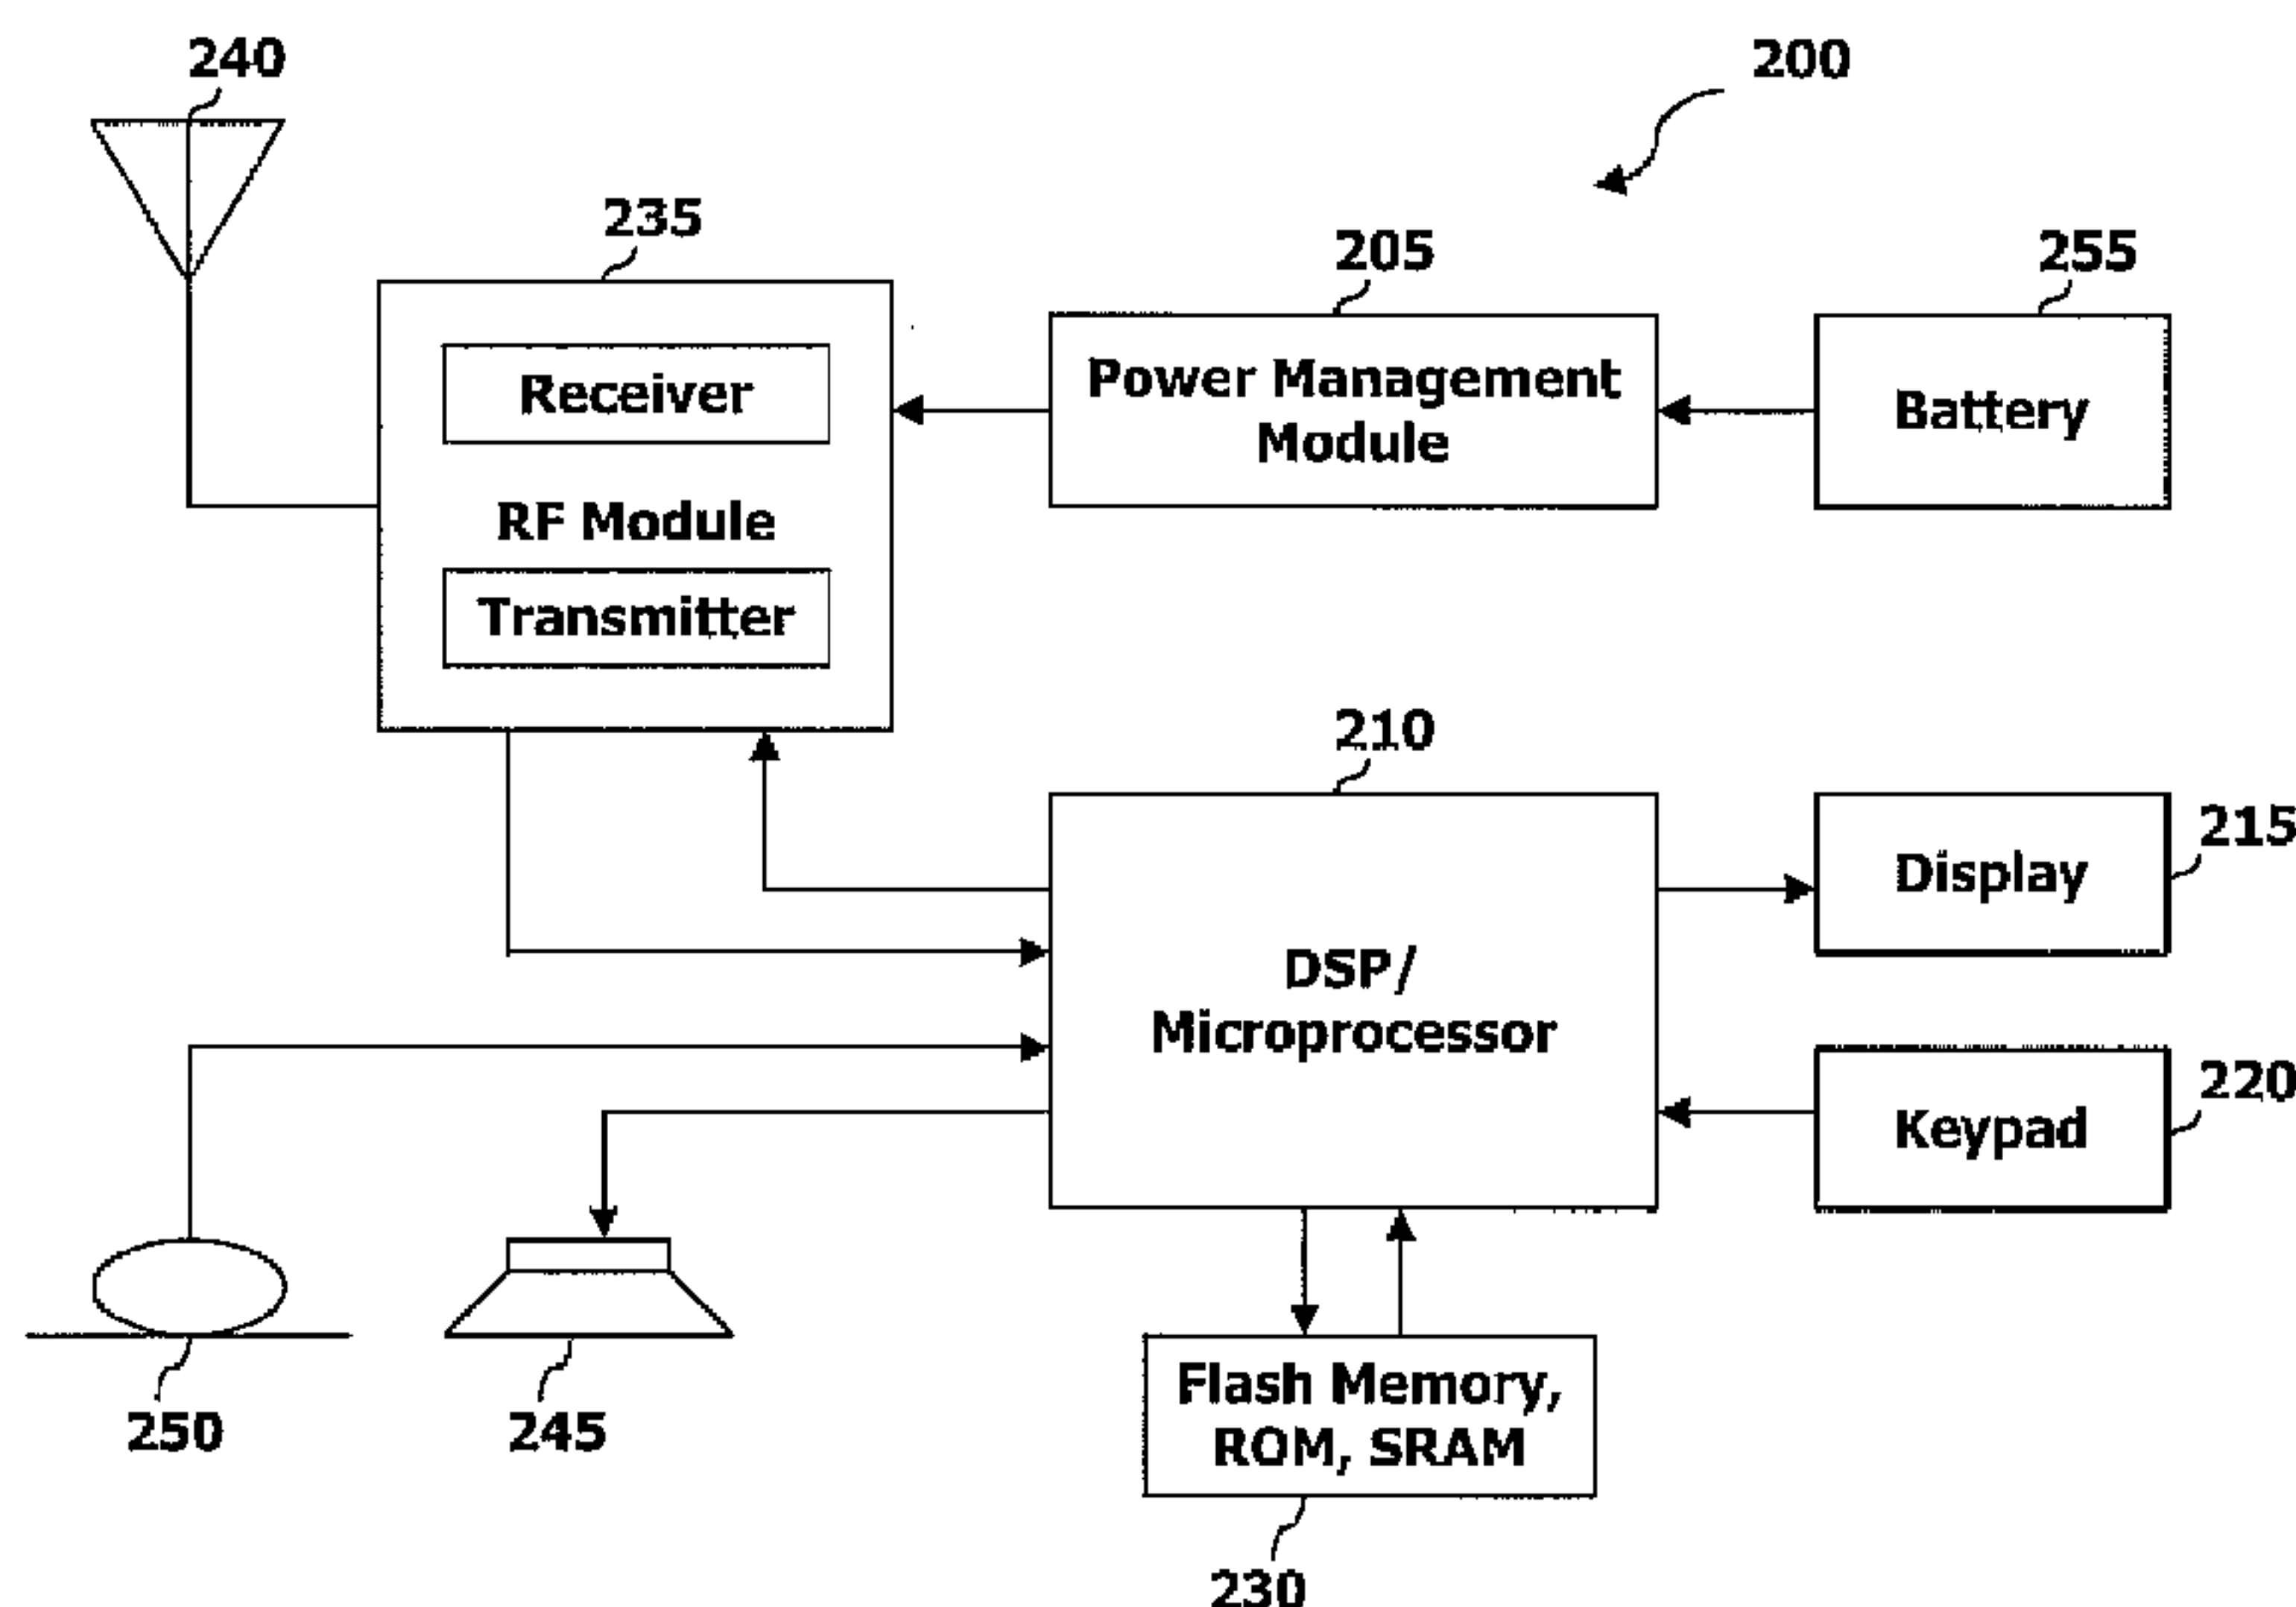 240
200
235
205
255
Receiver
Power Management
Module
Battery
RF Module
Transmitter
210
215
Display
DSP/
Microprocessor
220
Keypad
Flash Memory,
ROM, SRAM
250
245
230